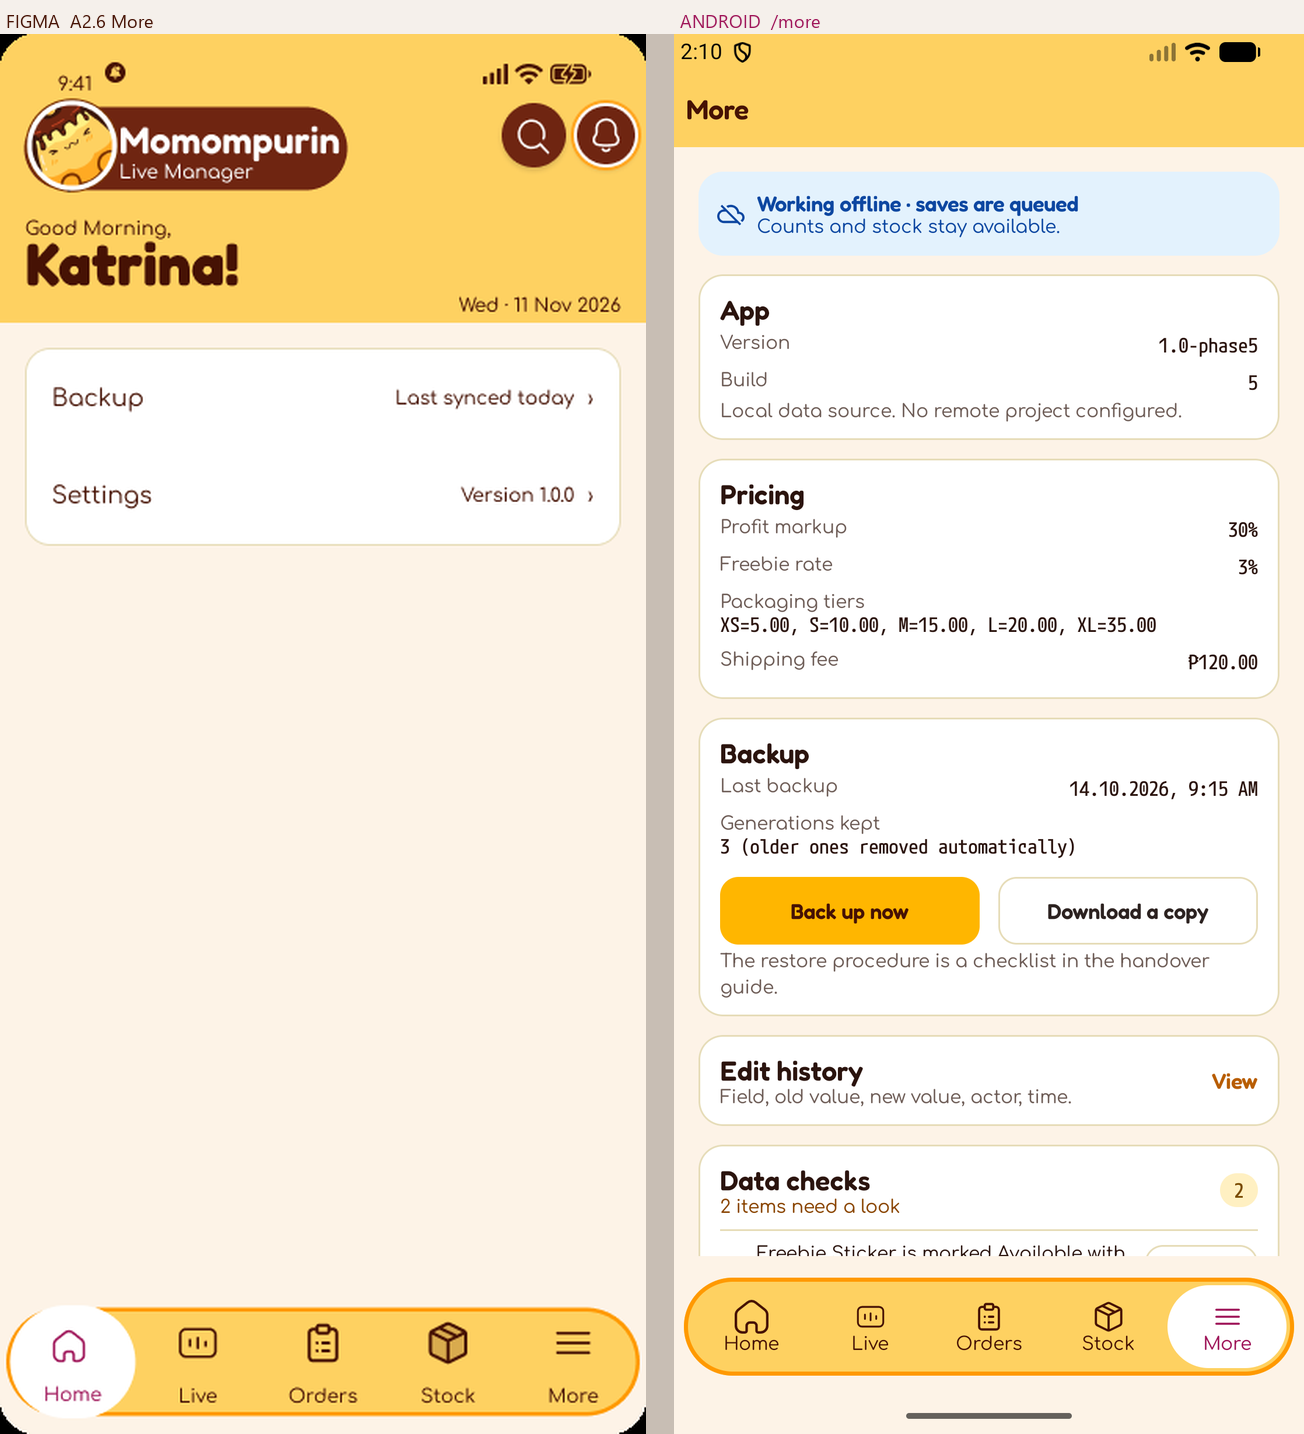 FIGMA A2.6 More
9:41
Momompurin
Live Manager
Good Morning,
Katrina!
Wed · 11 Nov 2026
Backup
Last synced today ›
Settings
Version 1.0.0 ›
Home
Live
Orders
Stock
More
ANDROID /more
2:10
More
Working offline · saves are queued
Counts and stock stay available.
App
Version
1.0-phase5
Build
5
Local data source. No remote project configured.
Pricing
Profit markup
30%
Freebie rate
3%
Packaging tiers
XS=5.00, S=10.00, M=15.00, L=20.00, XL=35.00
Shipping fee
₱120.00
Backup
Last backup
14.10.2026, 9:15 AM
Generations kept
3 (older ones removed automatically)
Back up now
Download a copy
The restore procedure is a checklist in the handover
guide.
Edit history
Field, old value, new value, actor, time.
View
Data checks
2 items need a look
2
Freebie Sticker is marked Available with
Home
Live
Orders
Stock
More